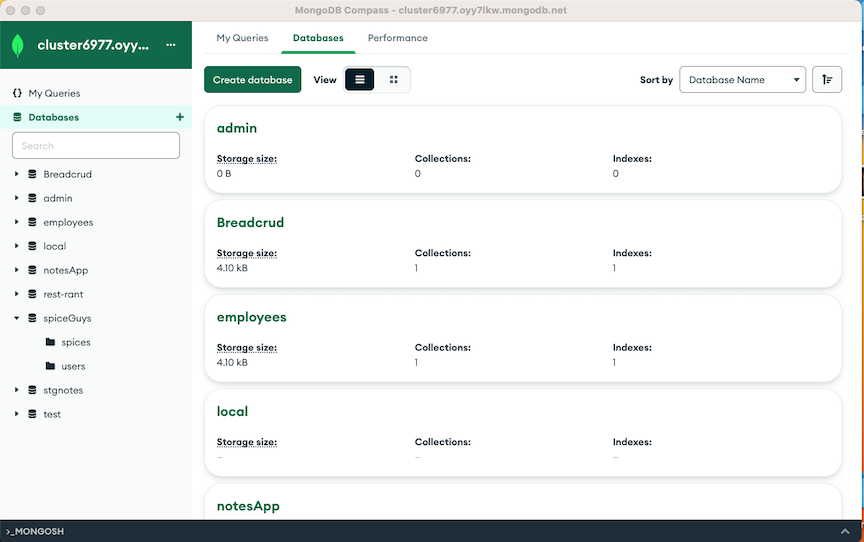 MongoDB Compass - cluster6977.oyy7lkw.mongodb.net
cluster6977.oyy...
My Queries
Databases
Search
Breadcrud
admin
employees
local
notesApp
rest-rant
spiceGuys
spices
users
stgnotes
test
My Queries Databases Performance
Create database View Sort by Database Name
admin
Storage size: Collections: Indexes:
0 B 0 0
Breadcrud
Storage size: Collections: Indexes:
4.10 kB 1 1
employees
Storage size: Collections: Indexes:
4.10 kB 1 1
local
Storage size: Collections: Indexes:
– – –
notesApp
>_MONGOSH